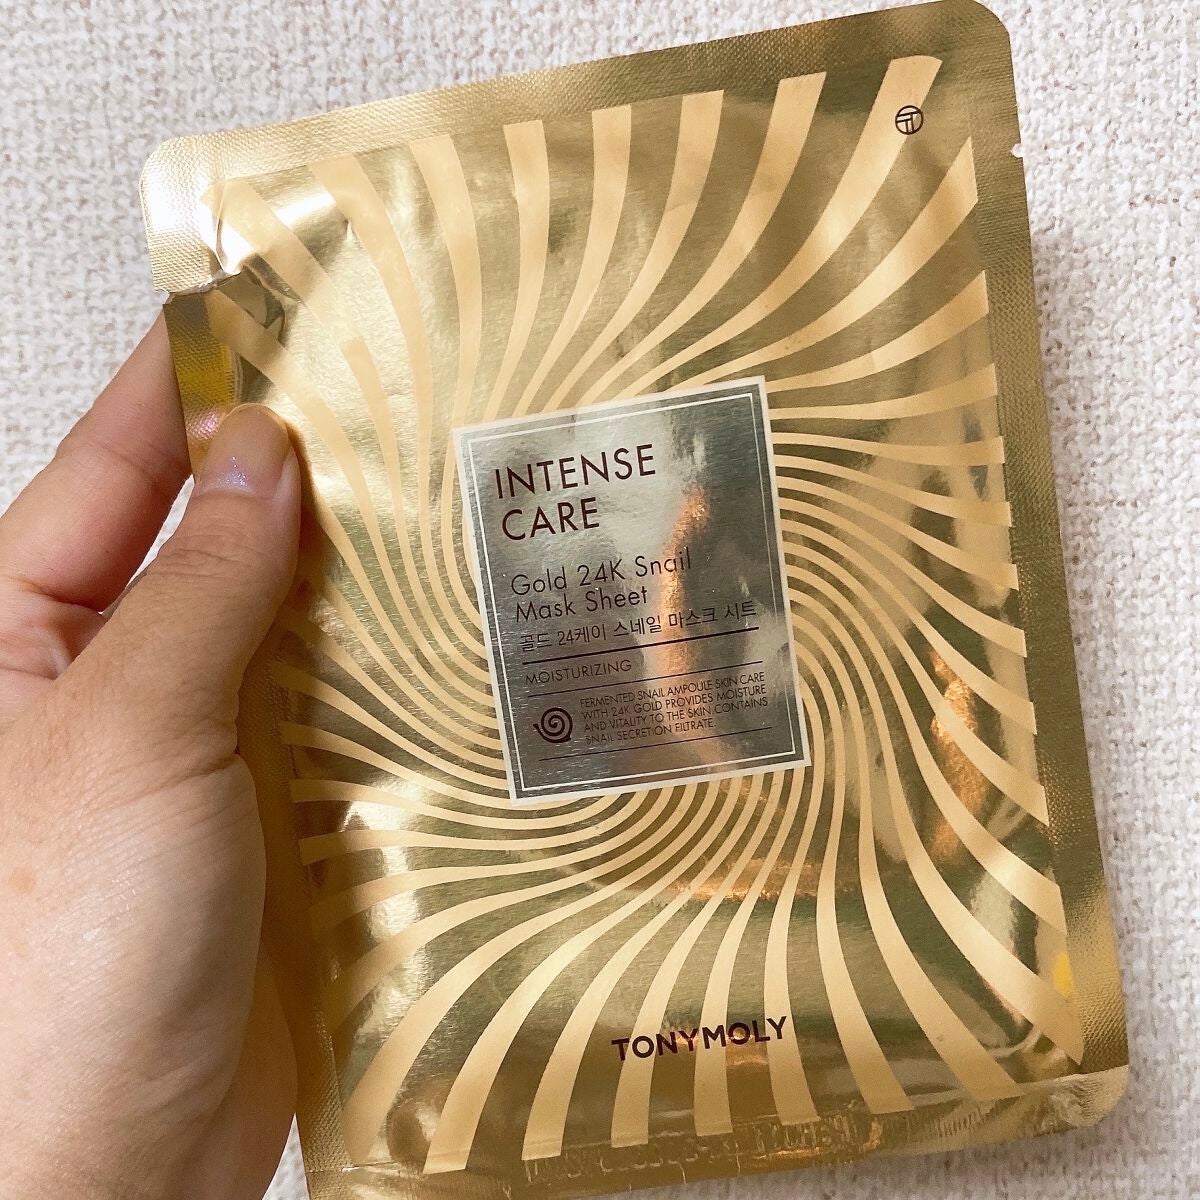 INTENSE
CARE
Gold 24K Snail
Mask Sheet
골드 24케이 스네일 마스크 시트
MOISTURIZING
FERMENTED SNAIL AMPOULE SKIN CARE
WITH 24K GOLD PROVIDES MOISTURE
AND VITALITY TO THE SKIN CONTAINS
SNAIL SECRETION FILTRATE.
TONYMOLY